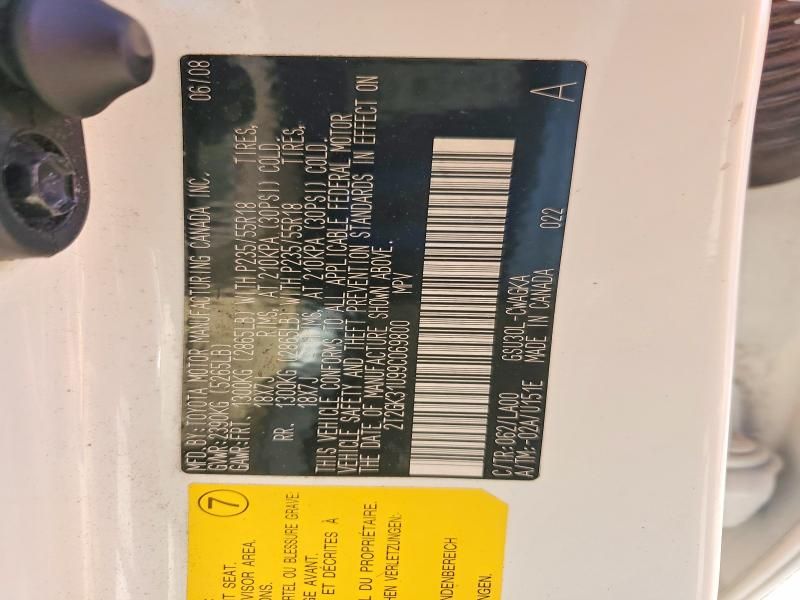 MFD.BY:TOYOTA MOTOR MANUFACTURING CANADA INC. 06/08
GVWR:2390KG (5265LB)
GAWR:FRT. 1300KG (2865LB) WITH P235/55R18 TIRES,
18X7J RIMS, AT 210KPA (30PSI) COLD.
RR. 1300KG (2865LB) WITH P235/55R18 TIRES,
18X7J RIMS, AT 210KPA (30PSI) COLD.
THIS VEHICLE CONFORMS TO ALL APPLICABLE FEDERAL MOTOR
VEHICLE SAFETY AND THEFT PREVENTION STANDARDS IN EFFECT ON
THE DATE OF MANUFACTURE SHOWN ABOVE.
2T2GK31U99C069800 MPV
C/TR:062/LA00 GSU30L-CWAGKA 022 A
A/TM:-02A/U151E MADE IN CANADA
7
T SEAT.
VISOR AREA.
ONS.
RTEL OU BLESSURE GRAVE
GE AVANT.
ET DÉCRITES À
L DU PROPRIÉTAIRE.
EN VERLETZUNGEN:
NDENBEREICH
UNGEN.